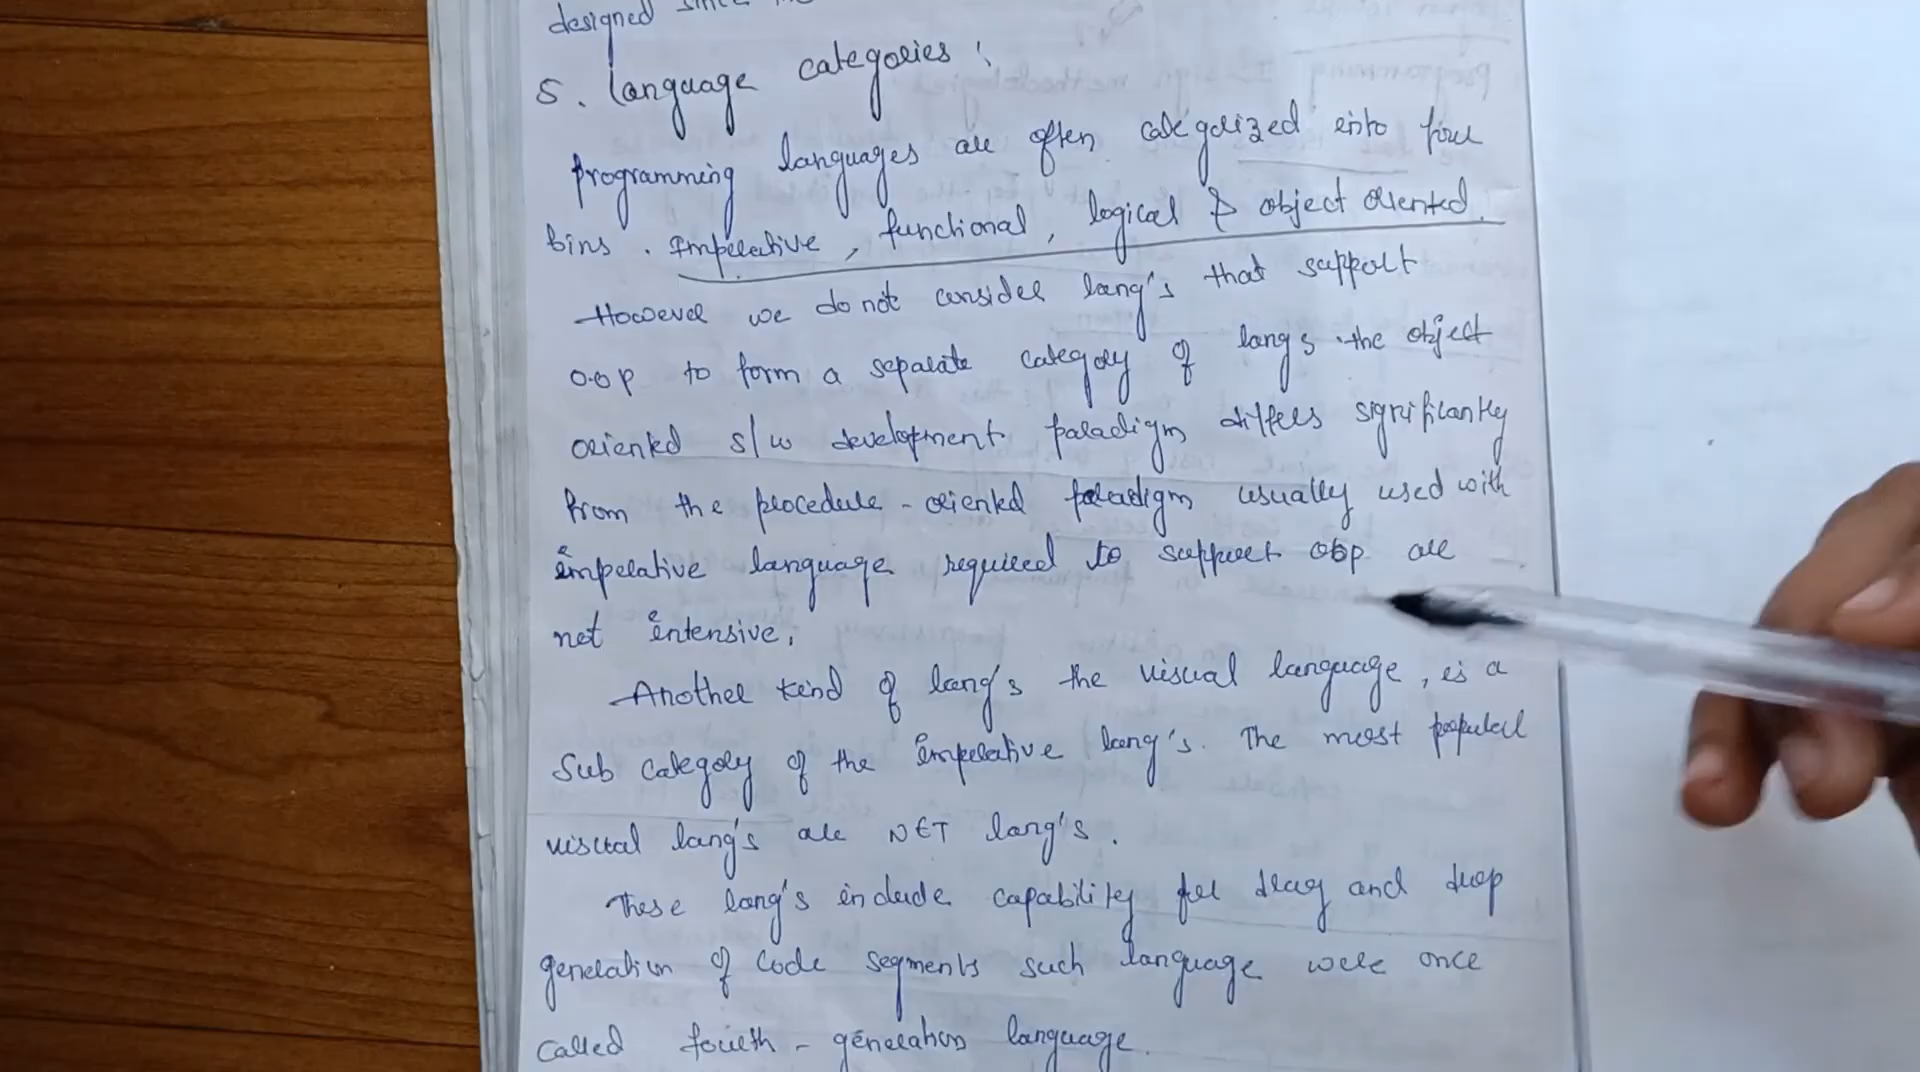 designed since
5. Language categories :
programming languages are often categorized into four
bins. Imperative, functional, logical & object oriented.
However we do not consider lang's that support
O.O.P to form a separate category of langs the object
oriented s/w development paradigm differs significantly
from the procedure-oriented paradigm usually used with
imperative language required to support oop are
not intensive.
Another kind of lang's the visual language, is a
Sub category of the imperative lang's. The most popular
visual lang's are NET lang's.
These lang's include capability for drag and drop
generation of code segments such language were once
called fourth-generation language.